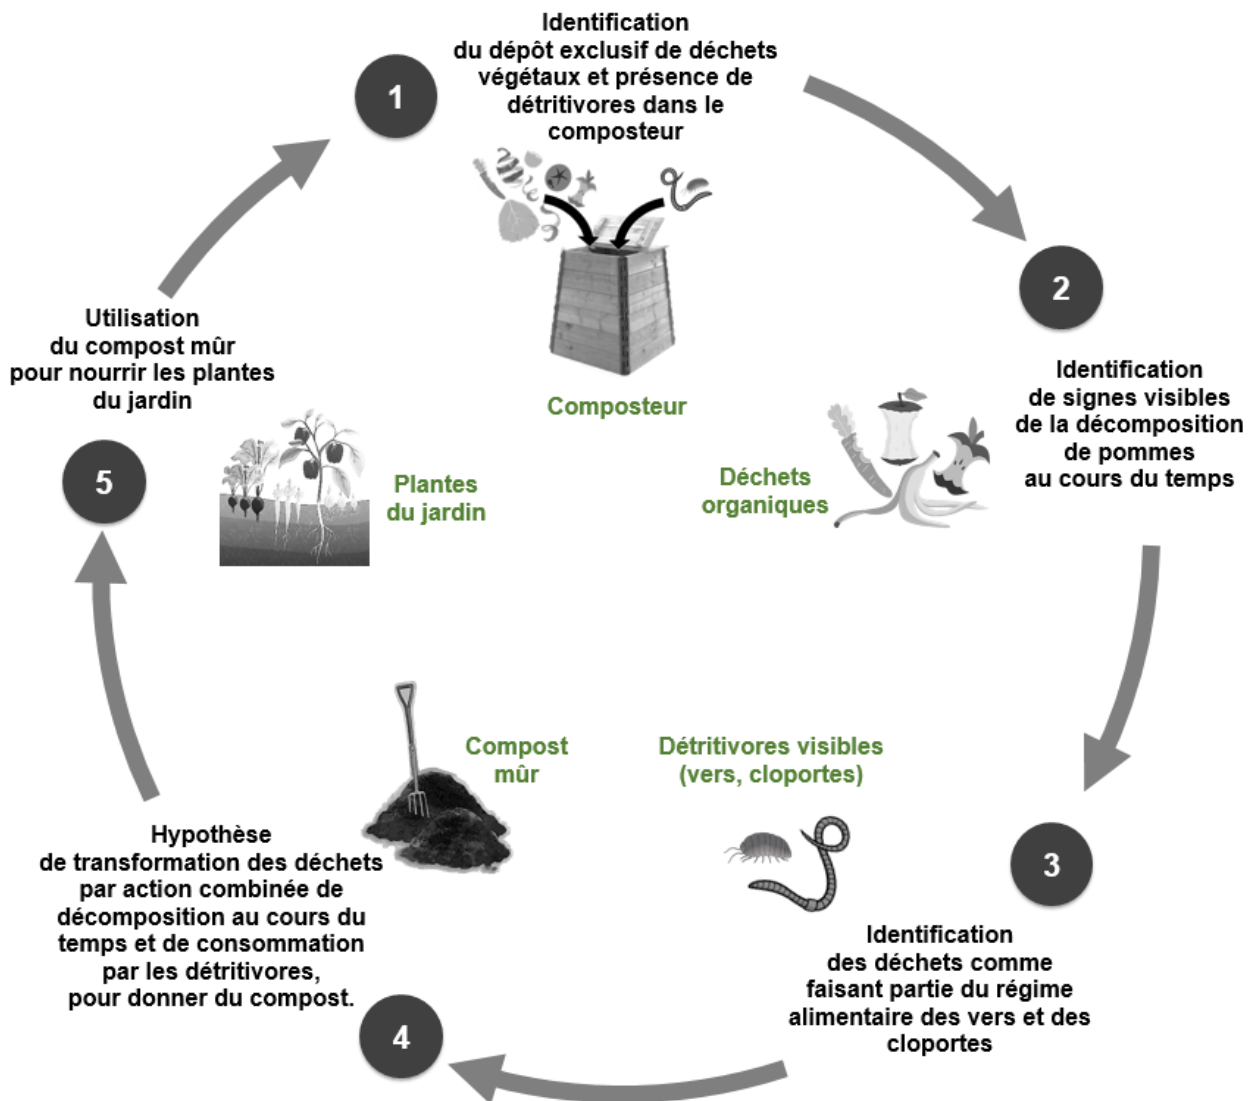 1
Identification
du dépôt exclusif de déchets
végétaux et présence de
détritivores dans le
composteur
Composteur
2
Identification
de signes visibles
de la décomposition
de pommes
au cours du temps
Déchets
organiques
3
Détritivores visibles
(vers, cloportes)
Identification
des déchets comme
faisant partie du régime
alimentaire des vers et des
cloportes
4
Compost
mûr
Hypothèse
de transformation des déchets
par action combinée de
décomposition au cours du
temps et de consommation
par les détritivores,
pour donner du compost.
5
Utilisation
du compost mûr
pour nourrir les plantes
du jardin
Plantes
du jardin